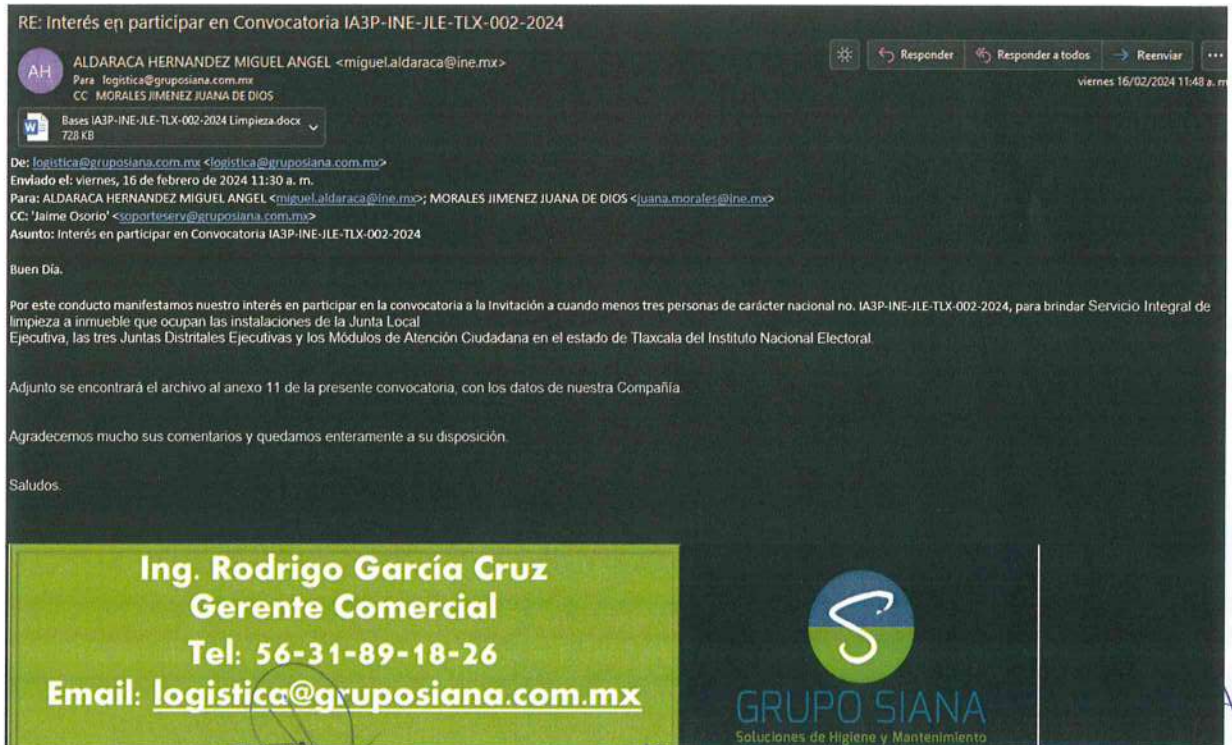 RE: Interés en participar en Convocatoria IA3P-INE-JLE-TLX-002-2024
AH
ALDARACA HERNANDEZ MIGUEL ANGEL <miguel.aldaraca@ine.mx>
Para logistica@gruposiana.com.mx
CC MORALES JIMENEZ JUANA DE DIOS
Responder
Responder a todos
Reenviar
viernes 16/02/2024 11:48 a. m
Bases IA3P-INE-JLE-TLX-002-2024 Limpieza.docx
728 KB
De: logistica@gruposiana.com.mx <logistica@gruposiana.com.mx>
Enviado el: viernes, 16 de febrero de 2024 11:30 a. m.
Para: ALDARACA HERNANDEZ MIGUEL ANGEL <miguel.aldaraca@ine.mx>; MORALES JIMENEZ JUANA DE DIOS <juana.morales@ine.mx>
CC: 'Jaime Osorio' <soporteserv@gruposiana.com.mx>
Asunto: Interés en participar en Convocatoria IA3P-INE-JLE-TLX-002-2024
Buen Día.
Por este conducto manifestamos nuestro interés en participar en la convocatoria a la Invitación a cuando menos tres personas de carácter nacional no. IA3P-INE-JLE-TLX-002-2024, para brindar Servicio Integral de
limpieza a inmueble que ocupan las instalaciones de la Junta Local
Ejecutiva, las tres Juntas Distritales Ejecutivas y los Módulos de Atención Ciudadana en el estado de Tlaxcala del Instituto Nacional Electoral.
Adjunto se encontrará el archivo al anexo 11 de la presente convocatoria, con los datos de nuestra Compañía.
Agradecemos mucho sus comentarios y quedamos enteramente a su disposición.
Saludos.
Ing. Rodrigo García Cruz
Gerente Comercial
Tel: 56-31-89-18-26
Email: logistica@gruposiana.com.mx
S
GRUPO SIANA
Soluciones de Higiene y Mantenimiento